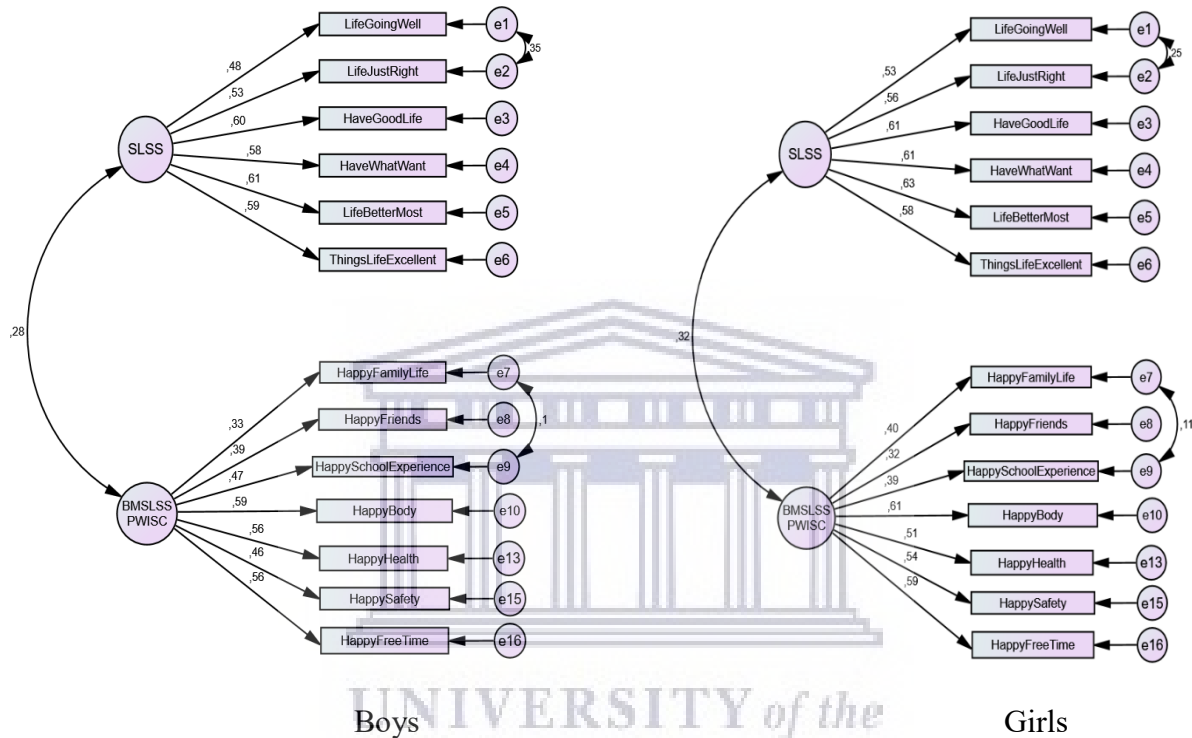 LifeGoingWell
e1
,35
,48
LifeJustRight
e2
,53
HaveGoodLife
e3
,60
SLSS
,58
HaveWhatWant
e4
,61
LifeBetterMost
e5
,59
ThingsLifeExcellent
e6
,28
HappyFamilyLife
e7
,33
HappyFriends
e8
,1
,39
HappySchoolExperience
e9
,47
BMSLSS
PWISC
,59
HappyBody
e10
,56
HappyHealth
e13
,46
HappySafety
e15
,56
HappyFreeTime
e16
Boys
LifeGoingWell
e1
,25
,53
LifeJustRight
e2
,56
HaveGoodLife
e3
,61
SLSS
,61
HaveWhatWant
e4
,63
LifeBetterMost
e5
,58
ThingsLifeExcellent
e6
,32
HappyFamilyLife
e7
,40
HappyFriends
e8
,11
,32
HappySchoolExperience
e9
,39
BMSLSS
PWISC
,61
HappyBody
e10
,51
HappyHealth
e13
,54
HappySafety
e15
,59
HappyFreeTime
e16
Girls
UNIVERSITY of the